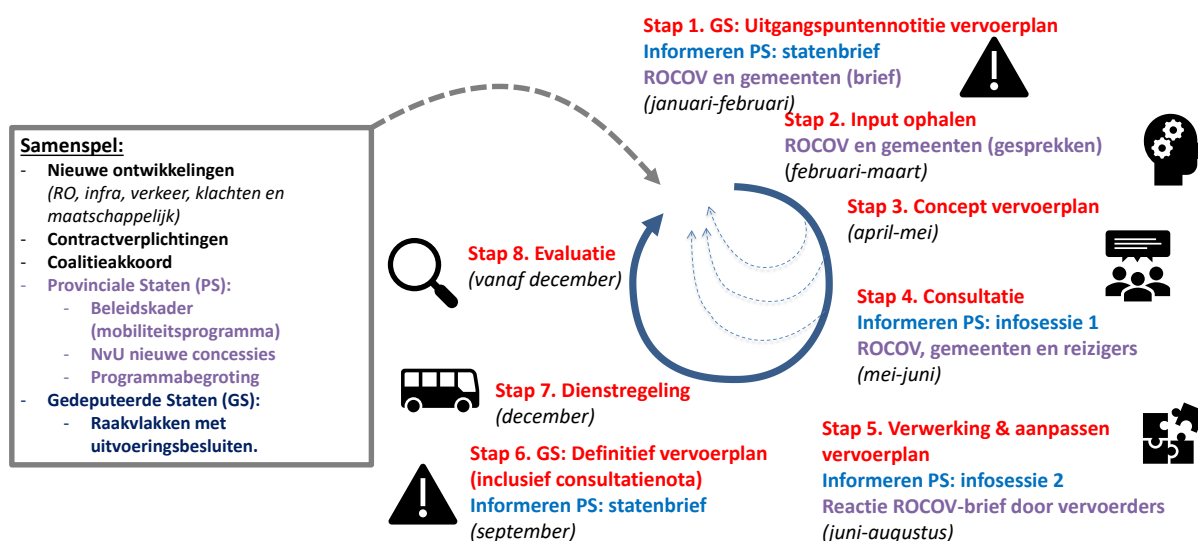 Stap 1. GS: Uitgangspuntennotitie vervoerplan
Informeren PS: statenbrief
ROCOV en gemeenten (brief)
(januari-februari)
Stap 2. Input ophalen
ROCOV en gemeenten (gesprekken)
(februari-maart)
Stap 3. Concept vervoerplan
(april-mei)
Stap 4. Consultatie
Informeren PS: infosessie 1
ROCOV, gemeenten en reizigers
(mei-juni)
Stap 5. Verwerking & aanpassen
vervoerplan
Informeren PS: infosessie 2
Reactie ROCOV-brief door vervoerders
(juni-augustus)
Stap 6. GS: Definitief vervoerplan
(inclusief consultatienota)
Informeren PS: statenbrief
(september)
Stap 7. Dienstregeling
(december)
Stap 8. Evaluatie
(vanaf december)
Samenspel:
- Nieuwe ontwikkelingen
(RO, infra, verkeer, klachten en
maatschappelijk)
- Contractverplichtingen
- Coalitieakkoord
- Provinciale Staten (PS):
- Beleidskader
(mobiliteitsprogramma)
- NvU nieuwe concessies
- Programmabegroting
- Gedeputeerde Staten (GS):
- Raakvlakken met
uitvoeringsbesluiten.